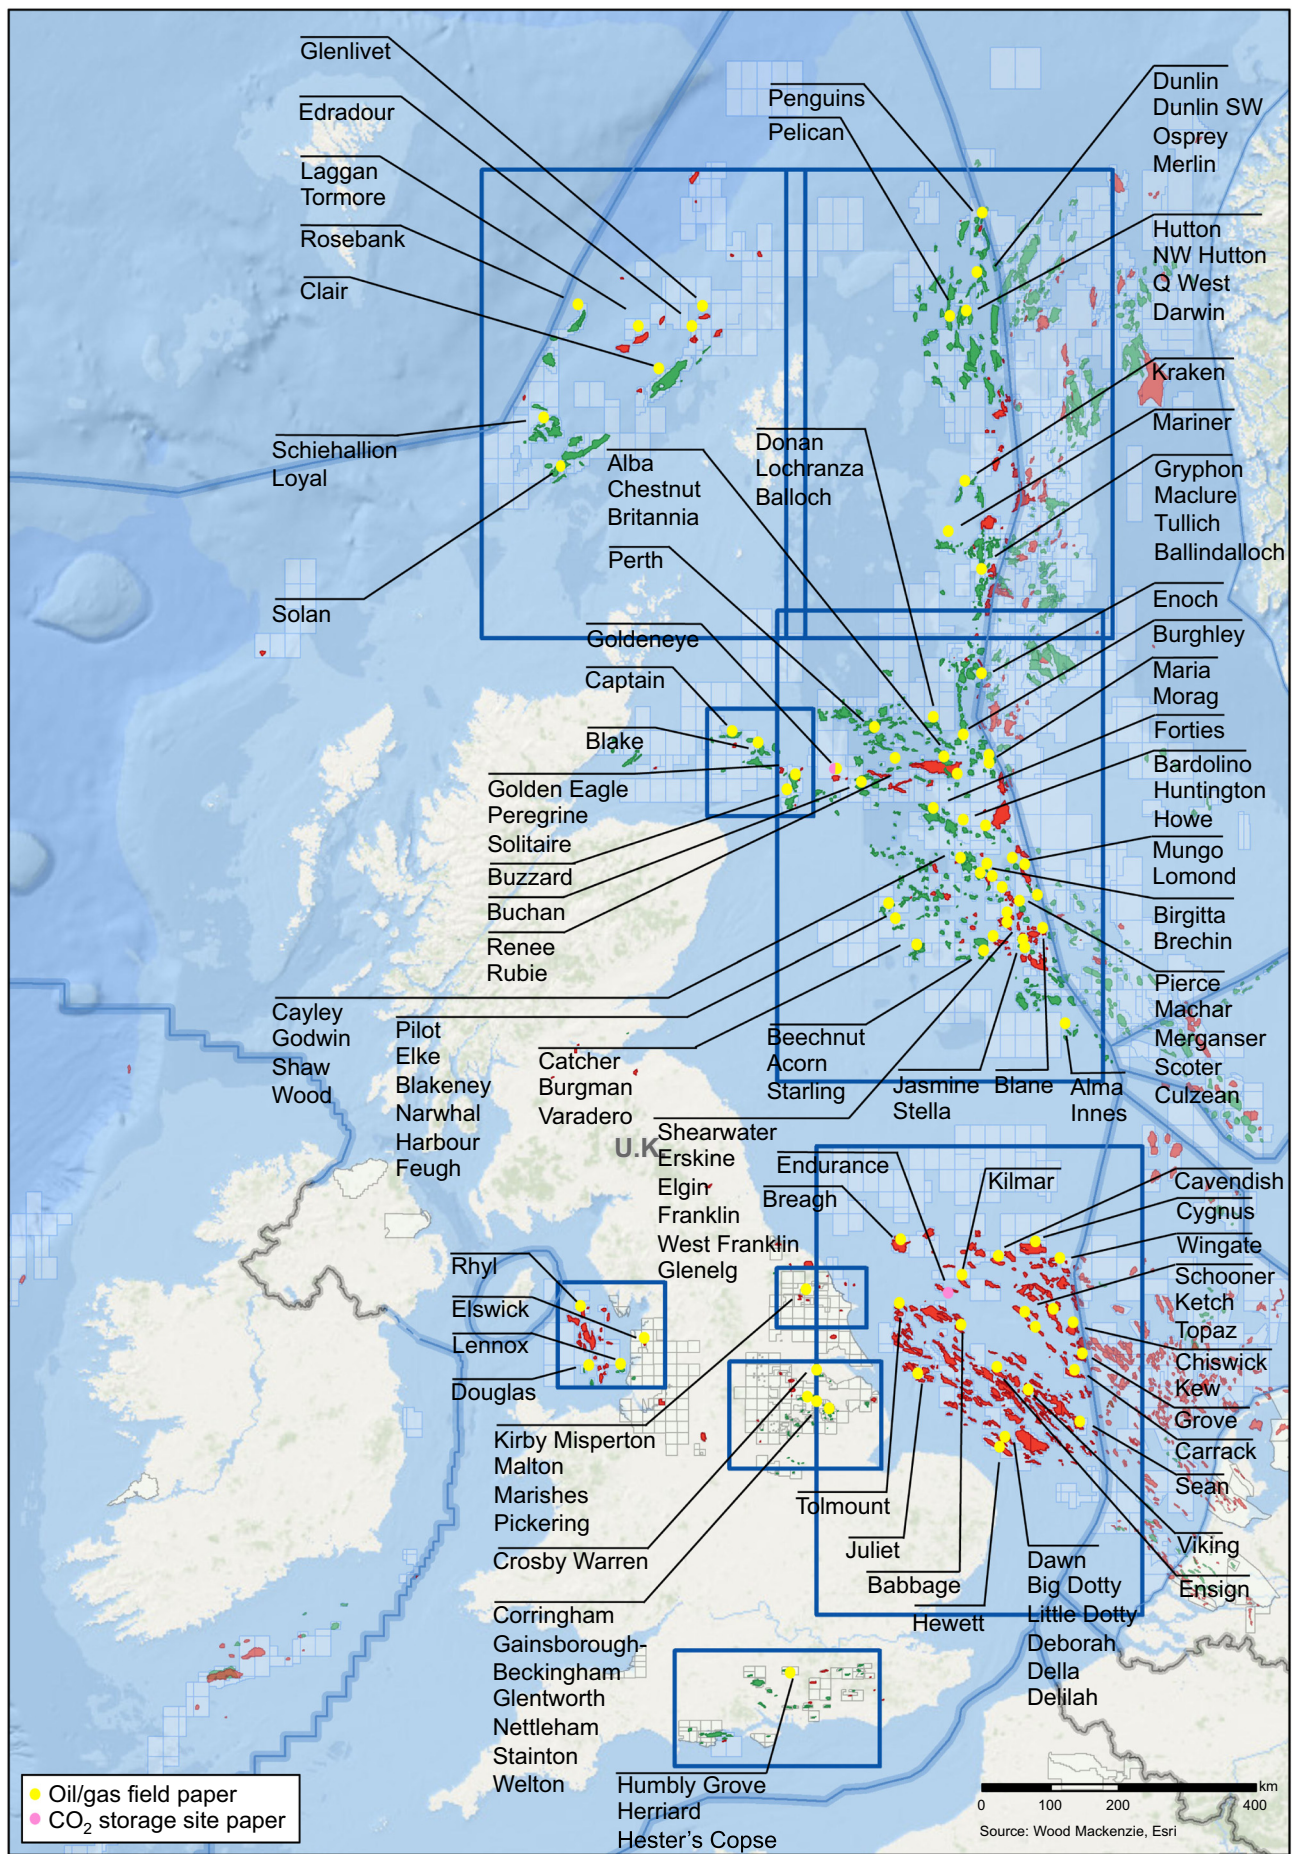 Glenlivet
Edradour
Laggan
Tormore
Rosebank
Clair
Schiehallion
Loyal
Solan
Penguins
Pelican
Dunlin
Dunlin SW
Osprey
Merlin
Hutton
NW Hutton
Q West
Darwin
Kraken
Mariner
Gryphon
Maclure
Tullich
Ballindalloch
Donan
Lochranza
Balloch
Alba
Chestnut
Britannia
Perth
Goldeneye
Captain
Blake
Golden Eagle
Peregrine
Solitaire
Buzzard
Buchan
Renee
Rubie
Enoch
Burghley
Maria
Morag
Forties
Bardolino
Huntington
Howe
Mungo
Lomond
Birgitta
Brechin
Pierce
Machar
Merganser
Scoter
Culzean
Cayley
Godwin
Shaw
Wood
Pilot
Elke
Blakeney
Narwhal
Harbour
Feugh
Catcher
Burgman
Varadero
Beechnut
Acorn
Starling
Jasmine
Stella
Blane
Alma
Innes
U.K
Shearwater
Erskine
Elgin
Franklin
West Franklin
Glenelg
Endurance
Breagh
Kilmar
Cavendish
Cygnus
Wingate
Schooner
Ketch
Topaz
Chiswick
Kew
Grove
Carrack
Sean
Viking
Ensign
Rhyl
Elswick
Lennox
Douglas
Kirby Misperton
Malton
Marishes
Pickering
Crosby Warren
Corringham
Gainsborough-
Beckingham
Glentworth
Nettleham
Stainton
Welton
Tolmount
Juliet
Babbage
Hewett
Dawn
Big Dotty
Little Dotty
Deborah
Della
Delilah
Humbly Grove
Herriard
Hester's Copse
Oil/gas field paper
CO2 storage site paper
km
0 100 200 400
Source: Wood Mackenzie, Esri